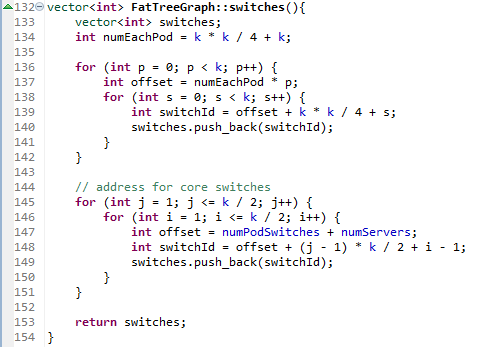 132 vector<int> FatTreeGraph::switches(){
133     vector<int> switches;
134     int numEachPod = k * k / 4 + k;
135
136     for (int p = 0; p < k; p++) {
137         int offset = numEachPod * p;
138         for (int s = 0; s < k; s++) {
139             int switchId = offset + k * k / 4 + s;
140             switches.push_back(switchId);
141         }
142     }
143
144     // address for core switches
145     for (int j = 1; j <= k / 2; j++) {
146         for (int i = 1; i <= k / 2; i++) {
147             int offset = numPodSwitches + numServers;
148             int switchId = offset + (j - 1) * k / 2 + i - 1;
149             switches.push_back(switchId);
150         }
151     }
152
153     return switches;
154 }